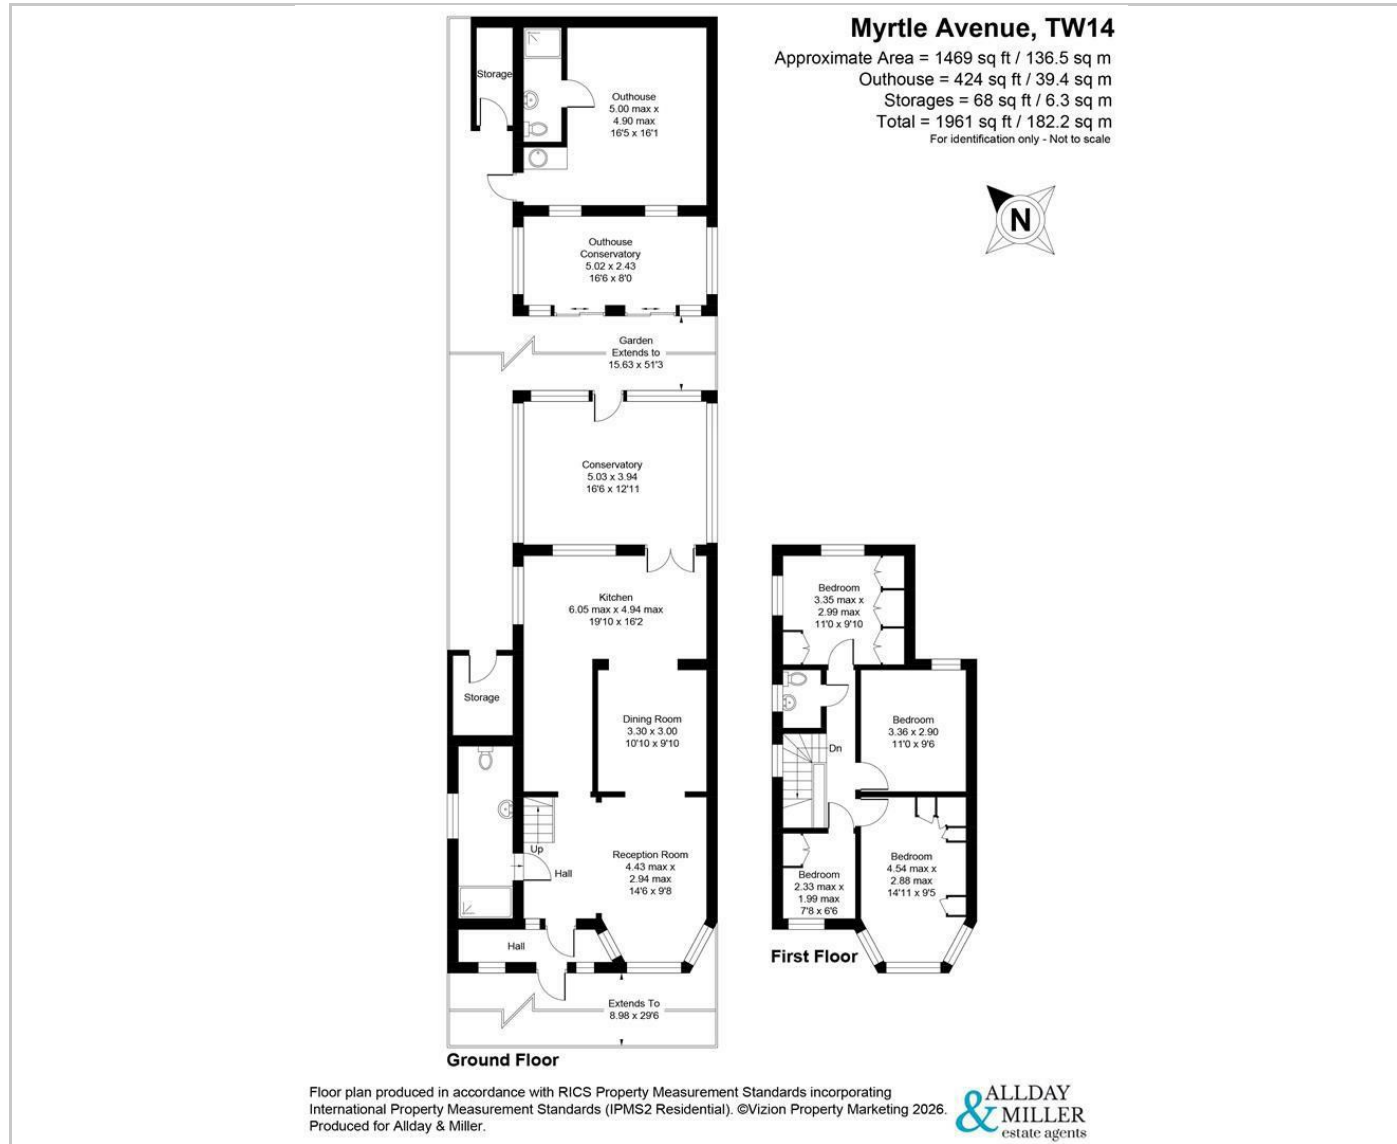 Myrtle Avenue, TW14
Approximate Area = 1469 sq ft / 136.5 sq m
Outhouse = 424 sq ft / 39.4 sq m
Storages = 68 sq ft / 6.3 sq m
Total = 1961 sq ft / 182.2 sq m
For identification only - Not to scale
N
Storage
Outhouse
5.00 max x
4.90 max
16'5 x 16'1
Outhouse
Conservatory
5.02 x 2.43
16'6 x 8'0
Garden
Extends to
15.63 x 51'3
Conservatory
5.03 x 3.94
16'6 x 12'11
Kitchen
6.05 max x 4.94 max
19'10 x 16'2
Storage
Dining Room
3.30 x 3.00
10'10 x 9'10
Up
Hall
Reception Room
4.43 max x
2.94 max
14'6 x 9'8
Hall
Extends To
8.98 x 29'6
Ground Floor
Bedroom
3.35 max x
2.99 max
11'0 x 9'10
Dn
Bedroom
3.36 x 2.90
11'0 x 9'6
Bedroom
4.54 max x
2.88 max
14'11 x 9'5
Bedroom
2.33 max x
1.99 max
7'8 x 6'6
First Floor
Floor plan produced in accordance with RICS Property Measurement Standards incorporating
International Property Measurement Standards (IPMS2 Residential). ©Vizion Property Marketing 2026.
Produced for Allday & Miller.
ALLDAY
& MILLER
estate agents